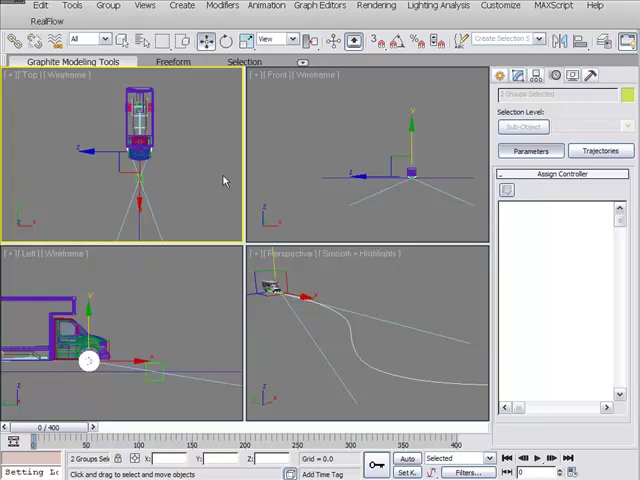 Edit Tools Group Views Create Modifiers Animation Graph Editors Rendering Lighting Analysis Customize MAXScript Help
RealFlow
All View Create Selection Se
Graphite Modeling Tools Freeform Selection
[ + ][ Top ][ Wireframe ] [ + ][ Front ][ Wireframe ]
2 Groups Selected
Selection Level:
Sub-Object
Parameters Trajectories
Assign Controller
[ + ][ Left ][ Wireframe ] [ + ][ Perspective ][ Smooth + Highlights ]
0 / 400
0 50 100 150 200 250 300 350 400
2 Groups Sel X: Y: Z: Grid = 0.0 Auto Selected
Setting Lo Click and drag to select and move objects Add Time Tag Set K. Filters... 0